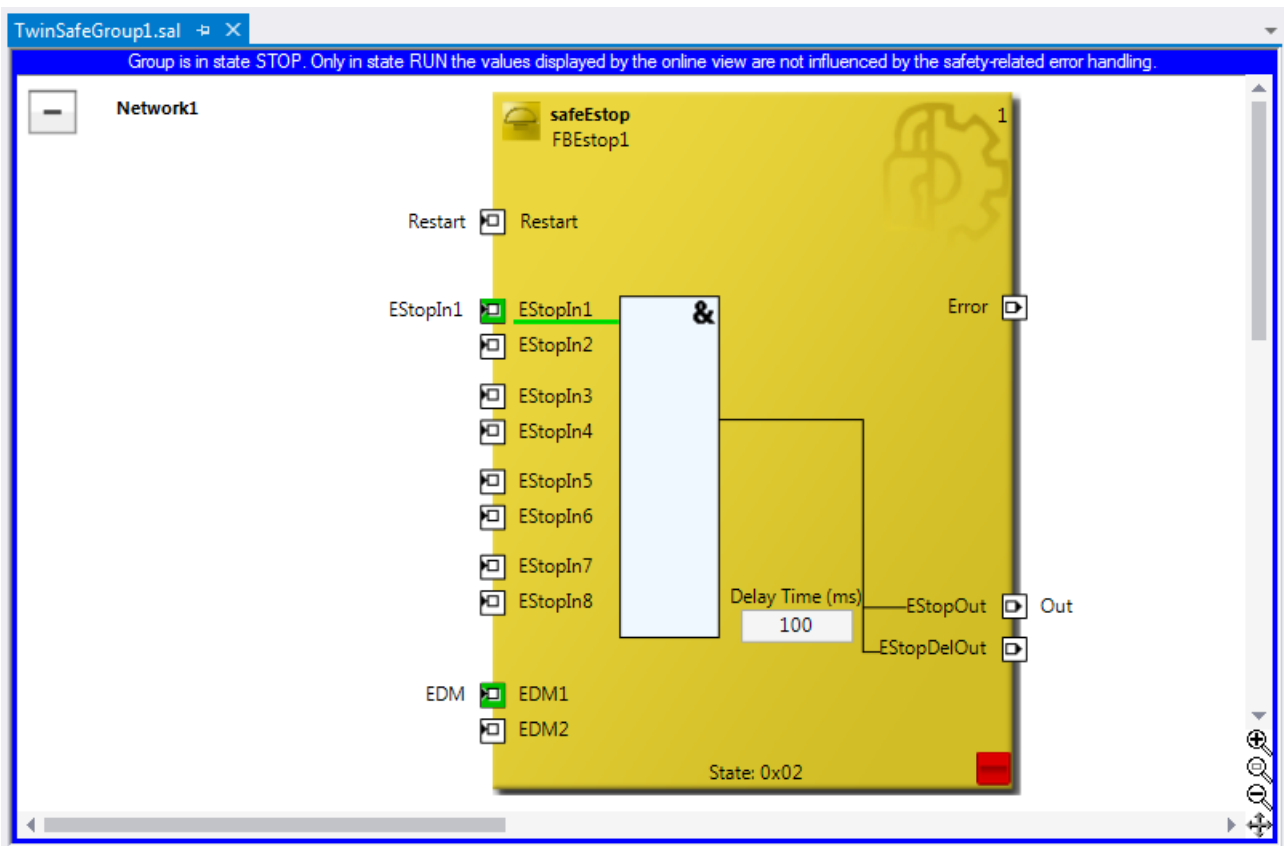 TwinSafeGroup1.sal
Group is in state STOP. Only in state RUN the values displayed by the online view are not influenced by the safety-related error handling.
Network1
safeEstop
FBEstop1
1
Restart Restart
EStopIn1 EStopIn1 & Error
EStopIn2
EStopIn3
EStopIn4
EStopIn5
EStopIn6
EStopIn7
EStopIn8
Delay Time (ms)
100
EStopOut Out
EStopDelOut
EDM EDM1
EDM2
State: 0x02